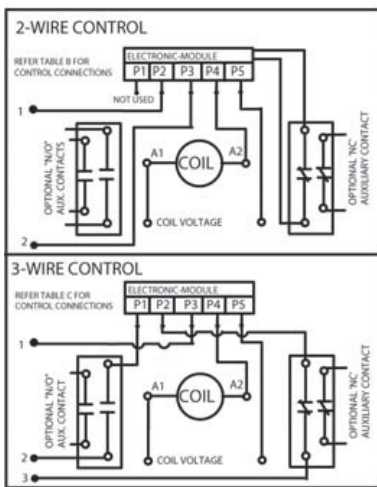 2-WIRE CONTROL
REFER TABLE B FOR
CONTROL CONNECTIONS
ELECTRONIC-MODULE
P1 P2 P3 P4 P5
NOT USED
1
OPTIONAL "N/O"
AUX. CONTACTS
A1 COIL A2
COIL VOLTAGE
OPTIONAL 'NC'
AUXILIARY CONTACT
2
3-WIRE CONTROL
REFER TABLE C FOR
CONTROL CONNECTIONS
ELECTRONIC-MODULE
P1 P2 P3 P4 P5
1
OPTIONAL "N/O"
AUX. CONTACT
A1 COIL A2
COIL VOLTAGE
OPTIONAL 'NC'
AUXILIARY CONTACT
2
3